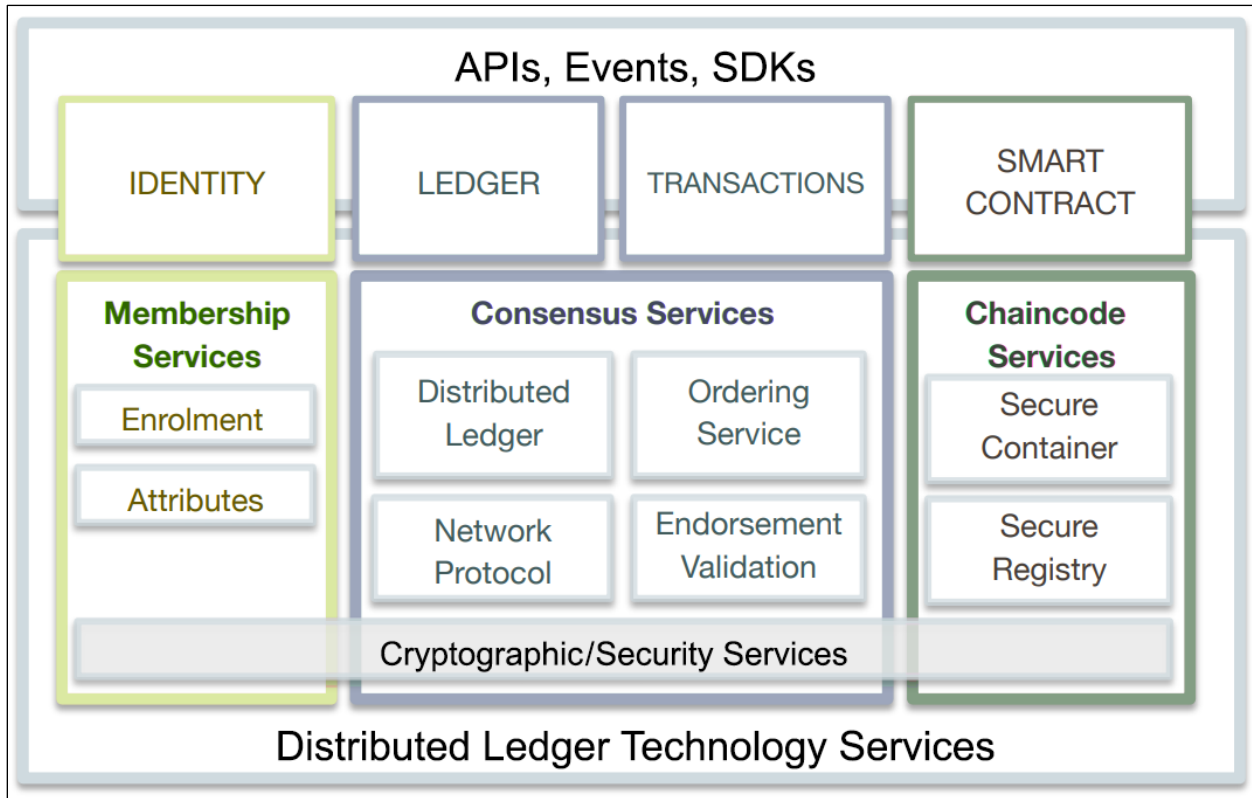 APIs, Events, SDKs
IDENTITY
LEDGER
TRANSACTIONS
SMART
CONTRACT
Membership
Services
Enrolment
Attributes
Consensus Services
Distributed
Ledger
Ordering
Service
Network
Protocol
Endorsement
Validation
Chaincode
Services
Secure
Container
Secure
Registry
Cryptographic/Security Services
Distributed Ledger Technology Services